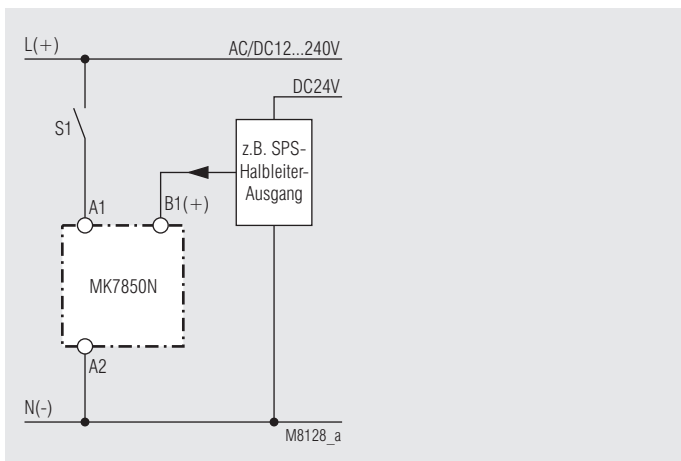 L(+)
AC/DC12...240V
DC24V
S1
z.B. SPS-
Halbleiter-
Ausgang
A1
B1(+)
MK7850N
A2
N(-)
M8128_a